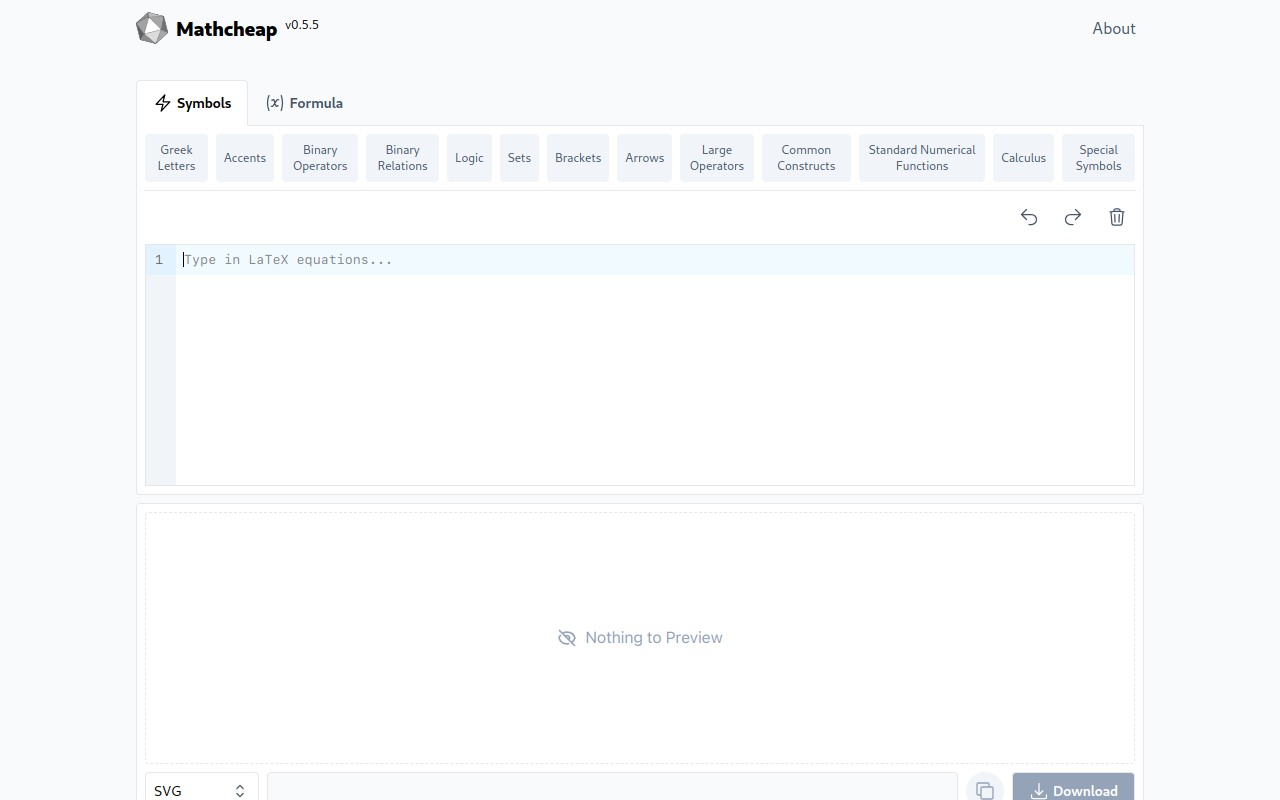 Mathcheap v0.5.5
About
Symbols
(x) Formula
Greek
Letters
Accents
Binary
Operators
Binary
Relations
Logic
Sets
Brackets
Arrows
Large
Operators
Common
Constructs
Standard Numerical
Functions
Calculus
Special
Symbols
1
Type in LaTeX equations...
Nothing to Preview
SVG
Download